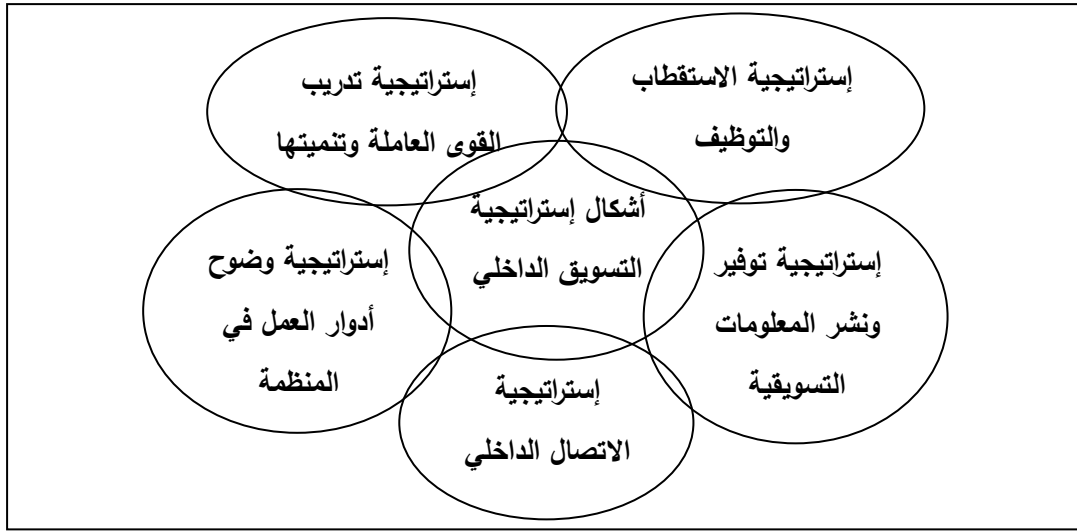 إستراتيجية الاستقطاب
والتوظيف
إستراتيجية تدريب
القوى العاملة وتنميتها
أشكال إستراتيجية
التسويق الداخلي
إستراتيجية توفير
ونشر المعلومات
التسويقية
إستراتيجية وضوح
أدوار العمل في
المنظمة
إستراتيجية
الاتصال الداخلي